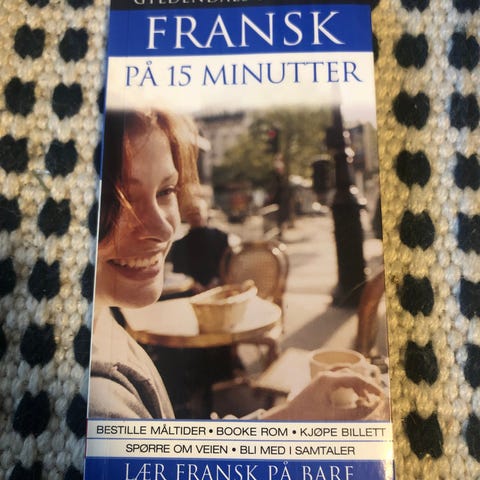 FRANSK
PÅ 15 MINUTTER
BESTILLE MÅLTIDER • BOOKE ROM • KJØPE BILLETT
SPØRRE OM VEIEN • BLI MED I SAMTALER
LÆR FRANSK PÅ BARE